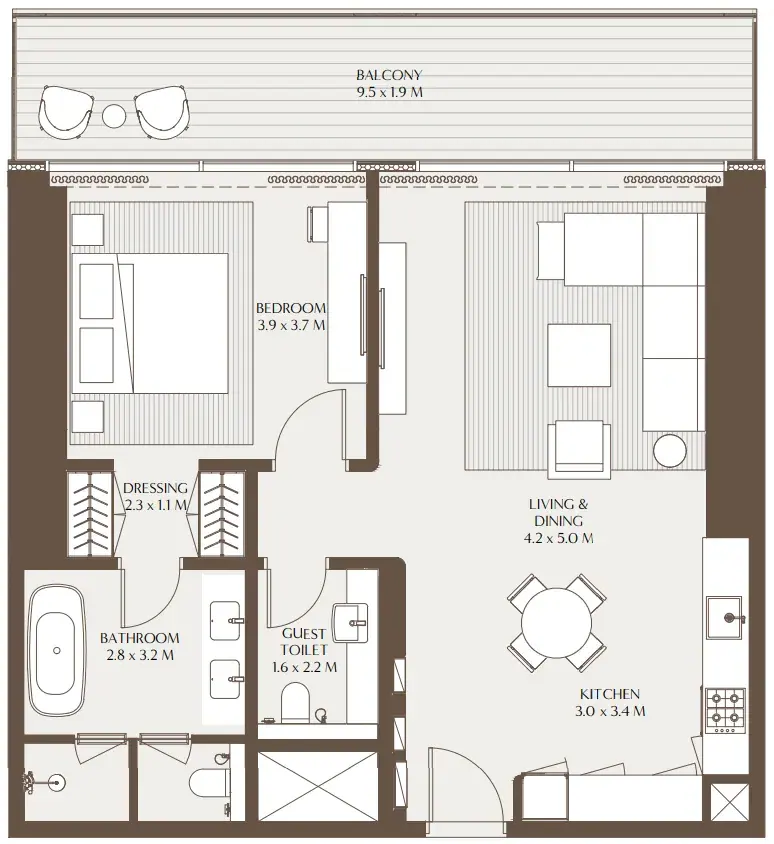 BALCONY
9.5 x 1.9 M
BEDROOM
3.9 x 3.7 M
DRESSING
2.3 x 1.1 M
LIVING &
DINING
4.2 x 5.0 M
BATHROOM
2.8 x 3.2 M
GUEST
TOILET
1.6 x 2.2 M
KITCHEN
3.0 x 3.4 M